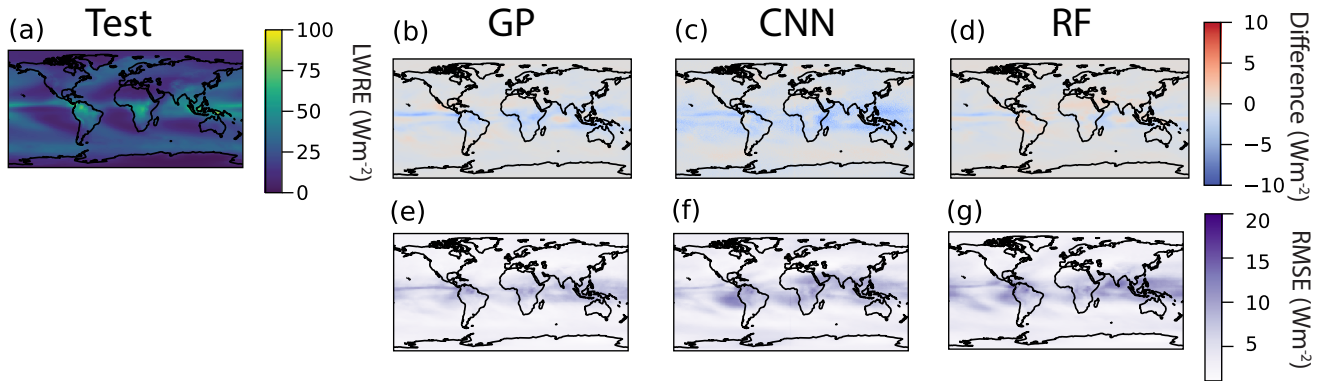 (a) Test
100
75
50
25
0
LWRE (Wm-2)
(b) GP
(c) CNN
(d) RF
10
5
0
−5
−10
Difference (Wm-2)
(e)
(f)
(g)
20
15
10
5
RMSE (Wm-2)